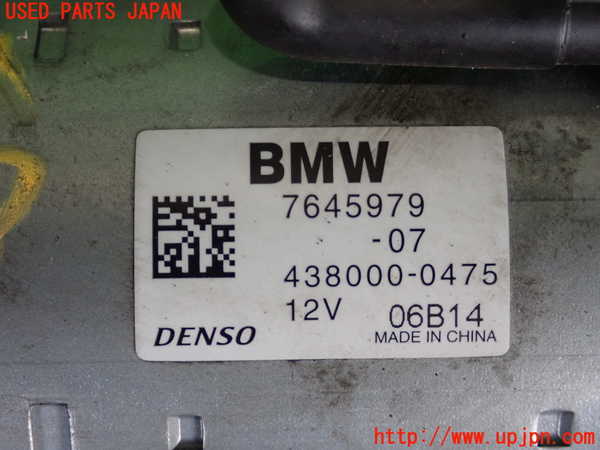 USED PARTS JAPAN
BMW
7645979
-07
438000-0475
12V 06B14
DENSO MADE IN CHINA
http://www.upjpn.com/